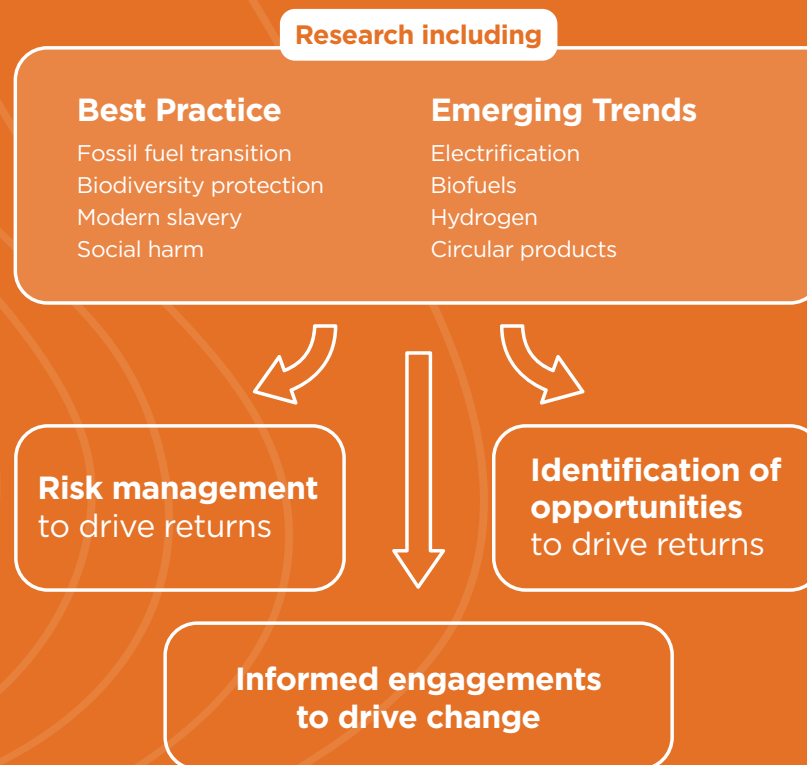 Research including
Best Practice
Fossil fuel transition
Biodiversity protection
Modern slavery
Social harm
Emerging Trends
Electrification
Biofuels
Hydrogen
Circular products
Risk management
to drive returns
Identification of
opportunities
to drive returns
Informed engagements
to drive change